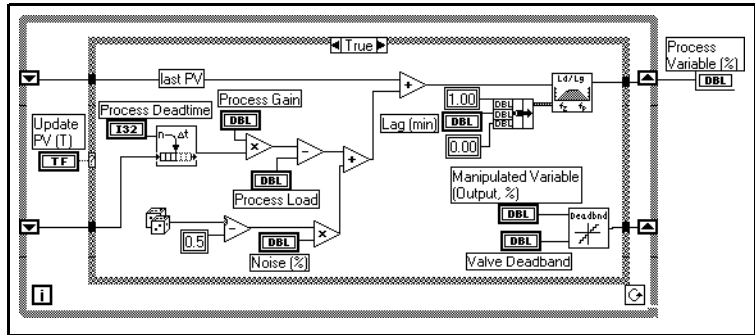 True
last PV
Process Deadtime
I32
n Δt
Process Gain
DBL
Update
PV (T)
TF
?
Process Load
DBL
0.5
Noise (%)
DBL
1.00
Lag (min)
DBL
0.00
DBL
DBL
DBL
Ld/Lg
Manipulated Variable
(Output, %)
DBL
DBL
Valve Deadband
Deadbnd
Process
Variable (%)
DBL
i